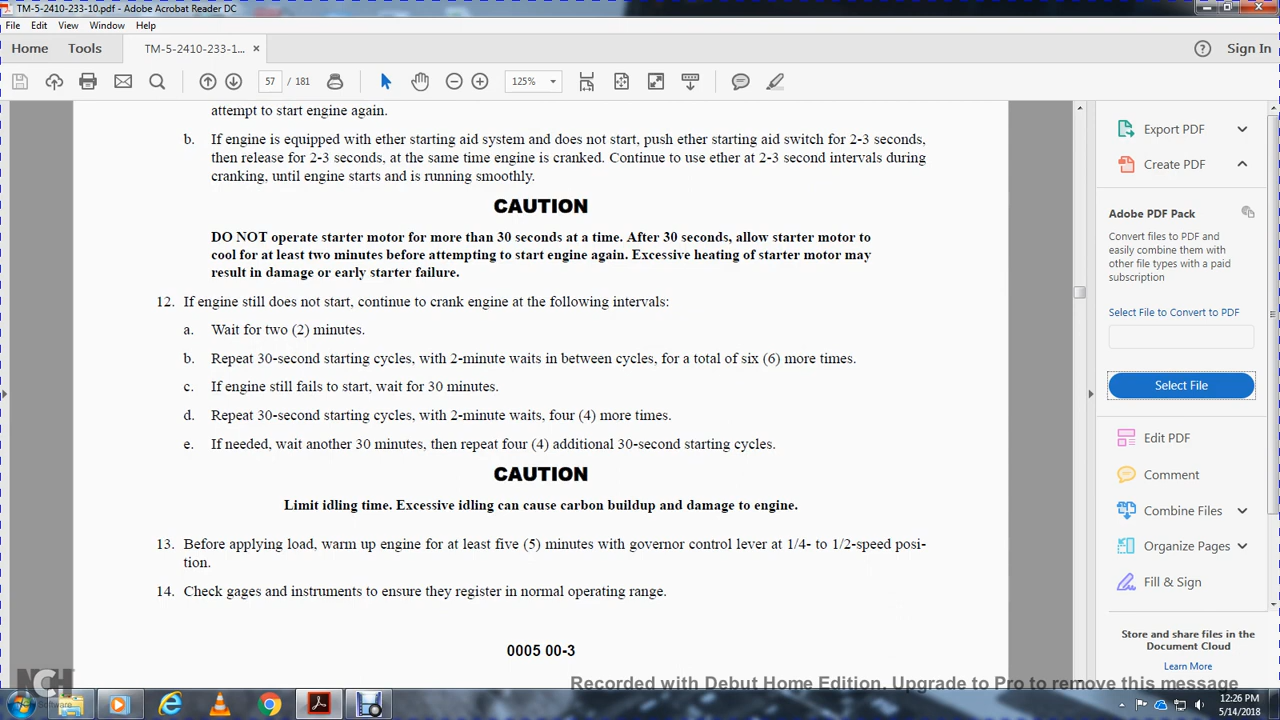 TM-5-2410-233-10.pdf - Adobe Acrobat Reader DC
File Edit View Window Help
Home Tools TM-5-2410-233-1... × Sign In
57 / 181 125%
attempt to start engine again.
b. If engine is equipped with ether starting aid system and does not start, push ether starting aid switch for 2-3 seconds,
then release for 2-3 seconds, at the same time engine is cranked. Continue to use ether at 2-3 second intervals during
cranking, until engine starts and is running smoothly.
CAUTION
DO NOT operate starter motor for more than 30 seconds at a time. After 30 seconds, allow starter motor to
cool for at least two minutes before attempting to start engine again. Excessive heating of starter motor may
result in damage or early starter failure.
12. If engine still does not start, continue to crank engine at the following intervals:
a. Wait for two (2) minutes.
b. Repeat 30-second starting cycles, with 2-minute waits in between cycles, for a total of six (6) more times.
c. If engine still fails to start, wait for 30 minutes.
d. Repeat 30-second starting cycles, with 2-minute waits, four (4) more times.
e. If needed, wait another 30 minutes, then repeat four (4) additional 30-second starting cycles.
CAUTION
Limit idling time. Excessive idling can cause carbon buildup and damage to engine.
13. Before applying load, warm up engine for at least five (5) minutes with governor control lever at 1/4- to 1/2-speed posi-
tion.
14. Check gages and instruments to ensure they register in normal operating range.
0005 00-3
Export PDF
Create PDF
Adobe PDF Pack
Convert files to PDF and
easily combine them with
other file types with a paid
subscription
Select File to Convert to PDF
Select File
Edit PDF
Comment
Combine Files
Organize Pages
Fill & Sign
Store and share files in the
Document Cloud
Learn More
NCH
Software
Recorded with Debut Home Edition, Upgrade to Pro to remove this message
12:26 PM
5/14/2018